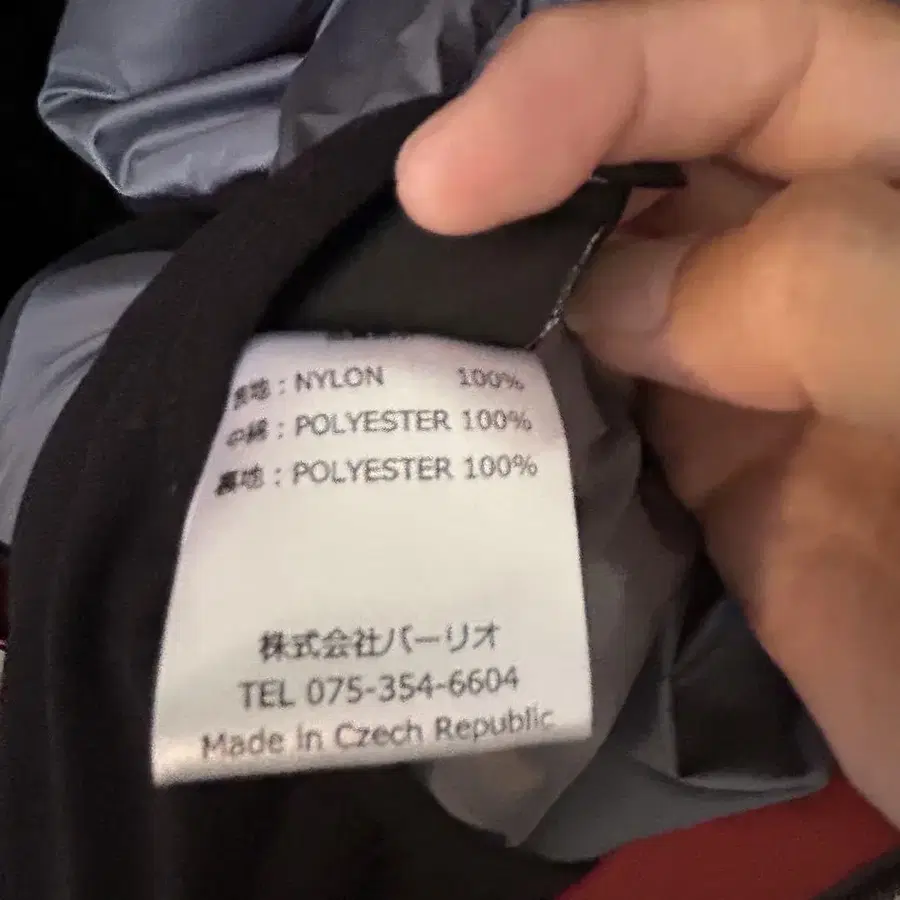 表地：NYLON 100%
中綿：POLYESTER 100%
裏地：POLYESTER 100%
株式会社バーリオ
TEL 075-354-6604
Made in Czech Republic